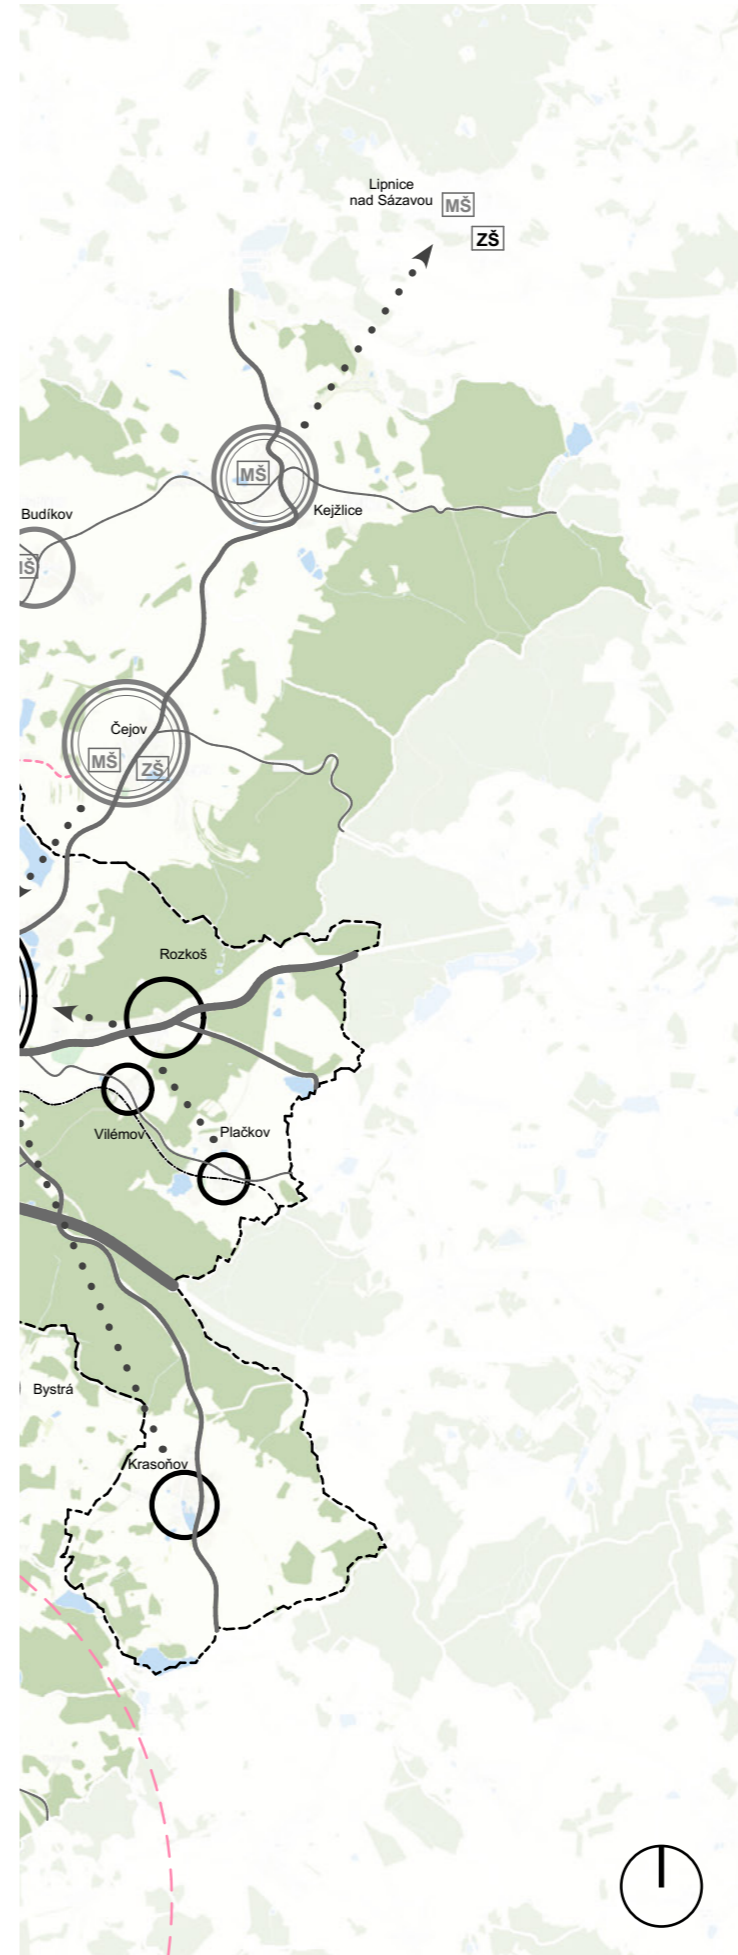 Lipnice
nad Sázavou
MŠ
ZŠ
MŠ
Kejžlice
Budíkov
Čejov
MŠ
ZŠ
Rozkoš
Vilémov
Plačkov
Bystrá
Krasoňov